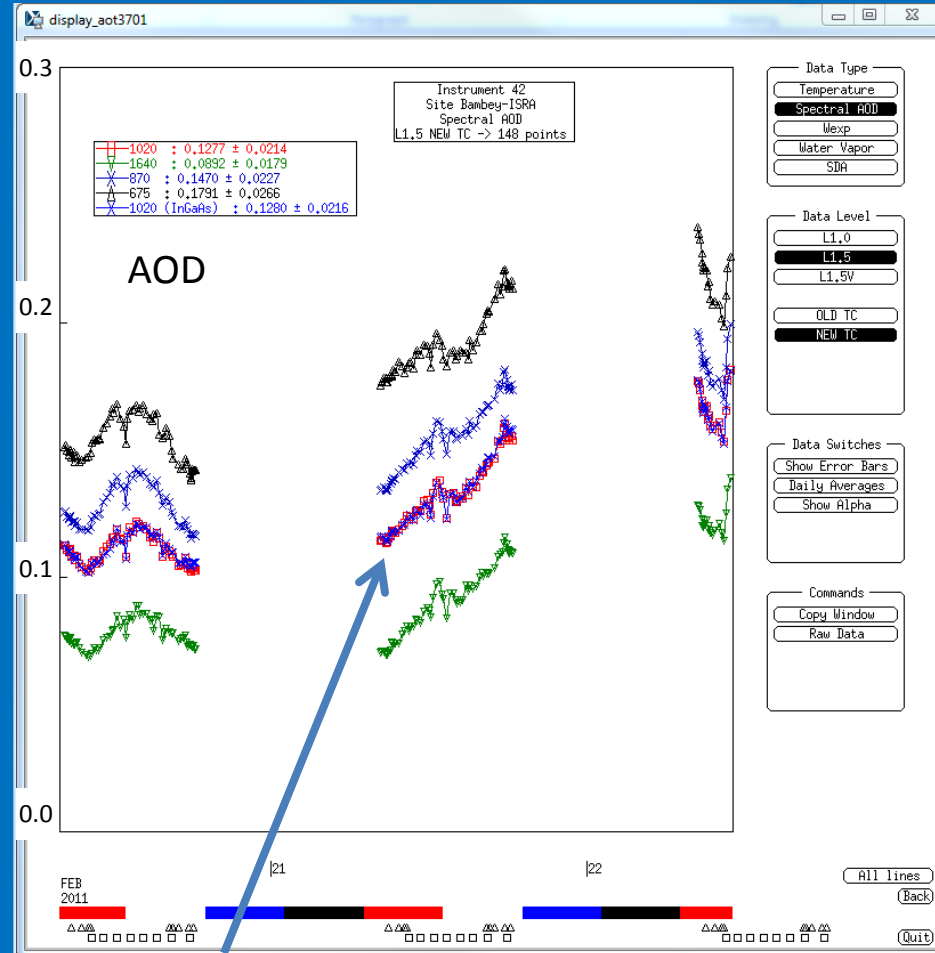 display_aot3701
0.3
0.2
0.1
0.0
Instrument 42
Site Bambey-ISRA
Spectral AOD
L1.5 NEW TC -> 148 points
1020 : 0.1277 ± 0.0214
1640 : 0.0892 ± 0.0179
870 : 0.1470 ± 0.0227
675 : 0.1791 ± 0.0266
1020 (InGaAs) : 0.1280 ± 0.0216
AOD
FEB
2011
21
22
Data Type
Temperature
Spectral AOD
Wexp
Water Vapor
SDA
Data Level
L1.0
L1.5
L1.5V
OLD TC
NEW TC
Data Switches
Show Error Bars
Daily Averages
Show Alpha
Commands
Copy Window
Raw Data
All lines
Back
Quit